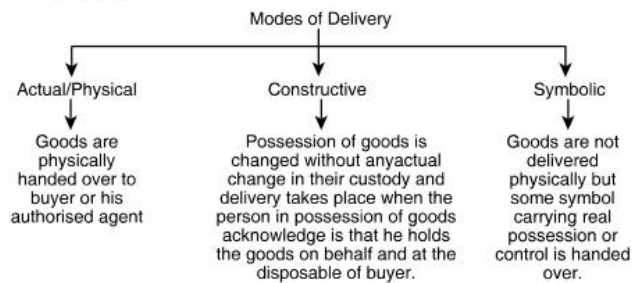 Modes of Delivery
Actual/Physical
Constructive
Symbolic
Goods are
physically
handed over to
buyer or his
authorised agent
Possession of goods is
changed without anyactual
change in their custody and
delivery takes place when the
person in possession of goods
acknowledge is that he holds
the goods on behalf and at the
disposable of buyer.
Goods are not
delivered
physically but
some symbol
carrying real
possession or
control is handed
over.